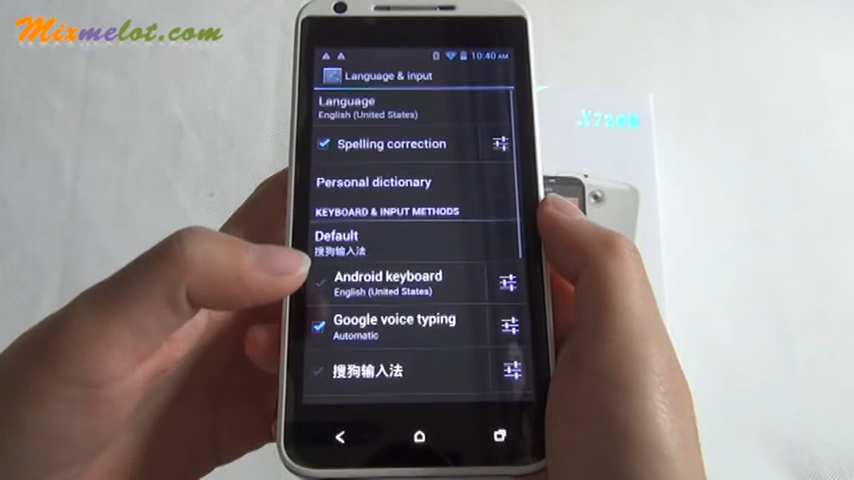 Mixmelot.com
10:40 AM
Language & input
Language
English (United States)
Spelling correction
Personal dictionary
KEYBOARD & INPUT METHODS
Default
搜狗输入法
Android keyboard
English (United States)
Google voice typing
Automatic
搜狗输入法